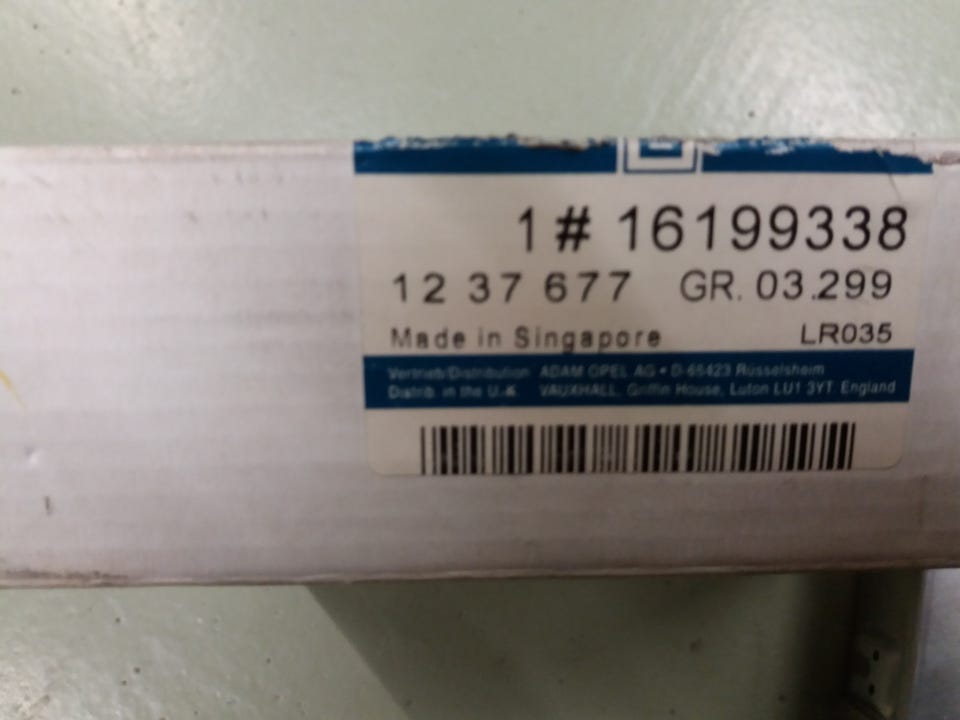 1 # 16199338
12 37 677 GR. 03.299
Made in Singapore LR035
Vertrieb/Distribution ADAM OPEL AG • D-65423 Rüsselsheim
Distrib. in the U.K. VAUXHALL, Griffin House, Luton LU1 3YT England